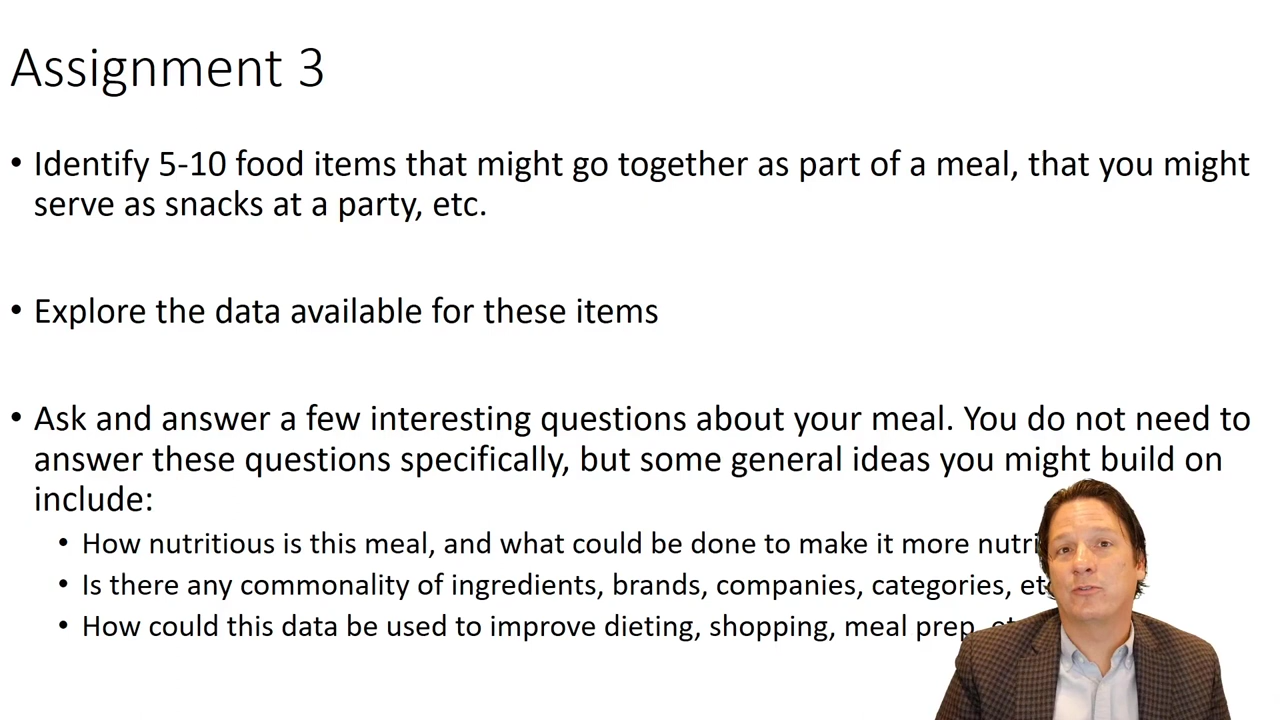 Assignment 3
• Identify 5-10 food items that might go together as part of a meal, that you might
serve as snacks at a party, etc.
• Explore the data available for these items
• Ask and answer a few interesting questions about your meal. You do not need to
answer these questions specifically, but some general ideas you might build on
include:
• How nutritious is this meal, and what could be done to make it more
• Is there any commonality of ingredients, brands, companies, categories,
• How could this data be used to improve dieting, shopping, meal prep,